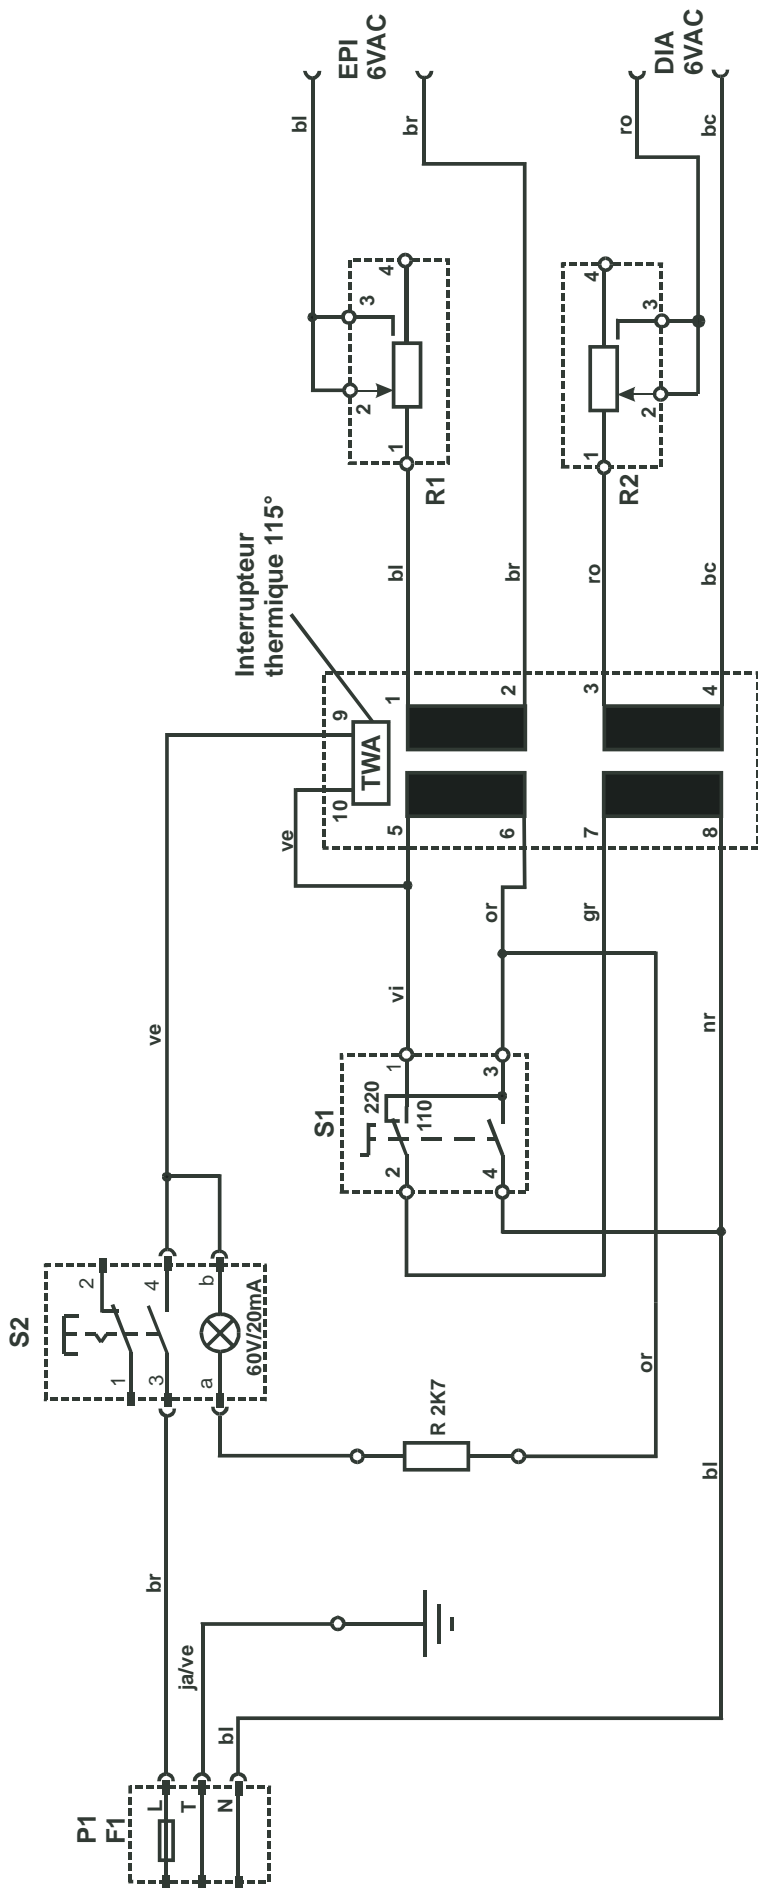 EPI
6VAC
DIA
6VAC
bl
br
ro
bc
4
3
2
1
R1
4
3
2
1
R2
bl
br
ro
bc
Interrupteur
thermique 115°
9
TWA
10
1
2
3
4
5
6
7
8
ve
ve
vi
or
gr
nr
S1
220
110
1
3
2
4
S2
2
4
b
1
3
a
60V/20mA
R 2K7
or
bl
br
ja/ve
bl
P1
F1
L
T
N